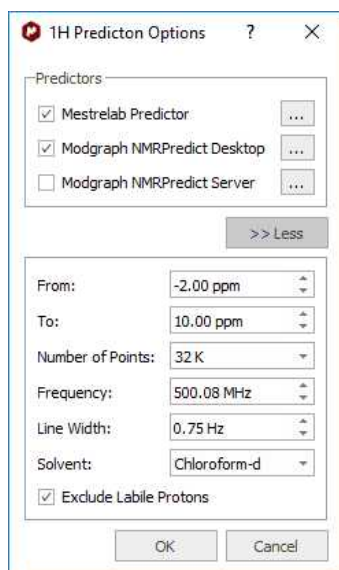 1H Predicton Options ?
Predictors
Mestrelab Predictor ...
Modgraph NMRPredict Desktop ...
Modgraph NMRPredict Server ...
>> Less
From: -2.00 ppm
To: 10.00 ppm
Number of Points: 32 K
Frequency: 500.08 MHz
Line Width: 0.75 Hz
Solvent: Chloroform-d
Exclude Labile Protons
OK Cancel